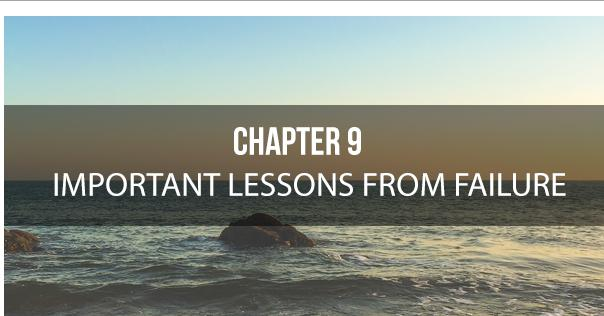 CHAPTER 9
IMPORTANT LESSONS FROM FAILURE